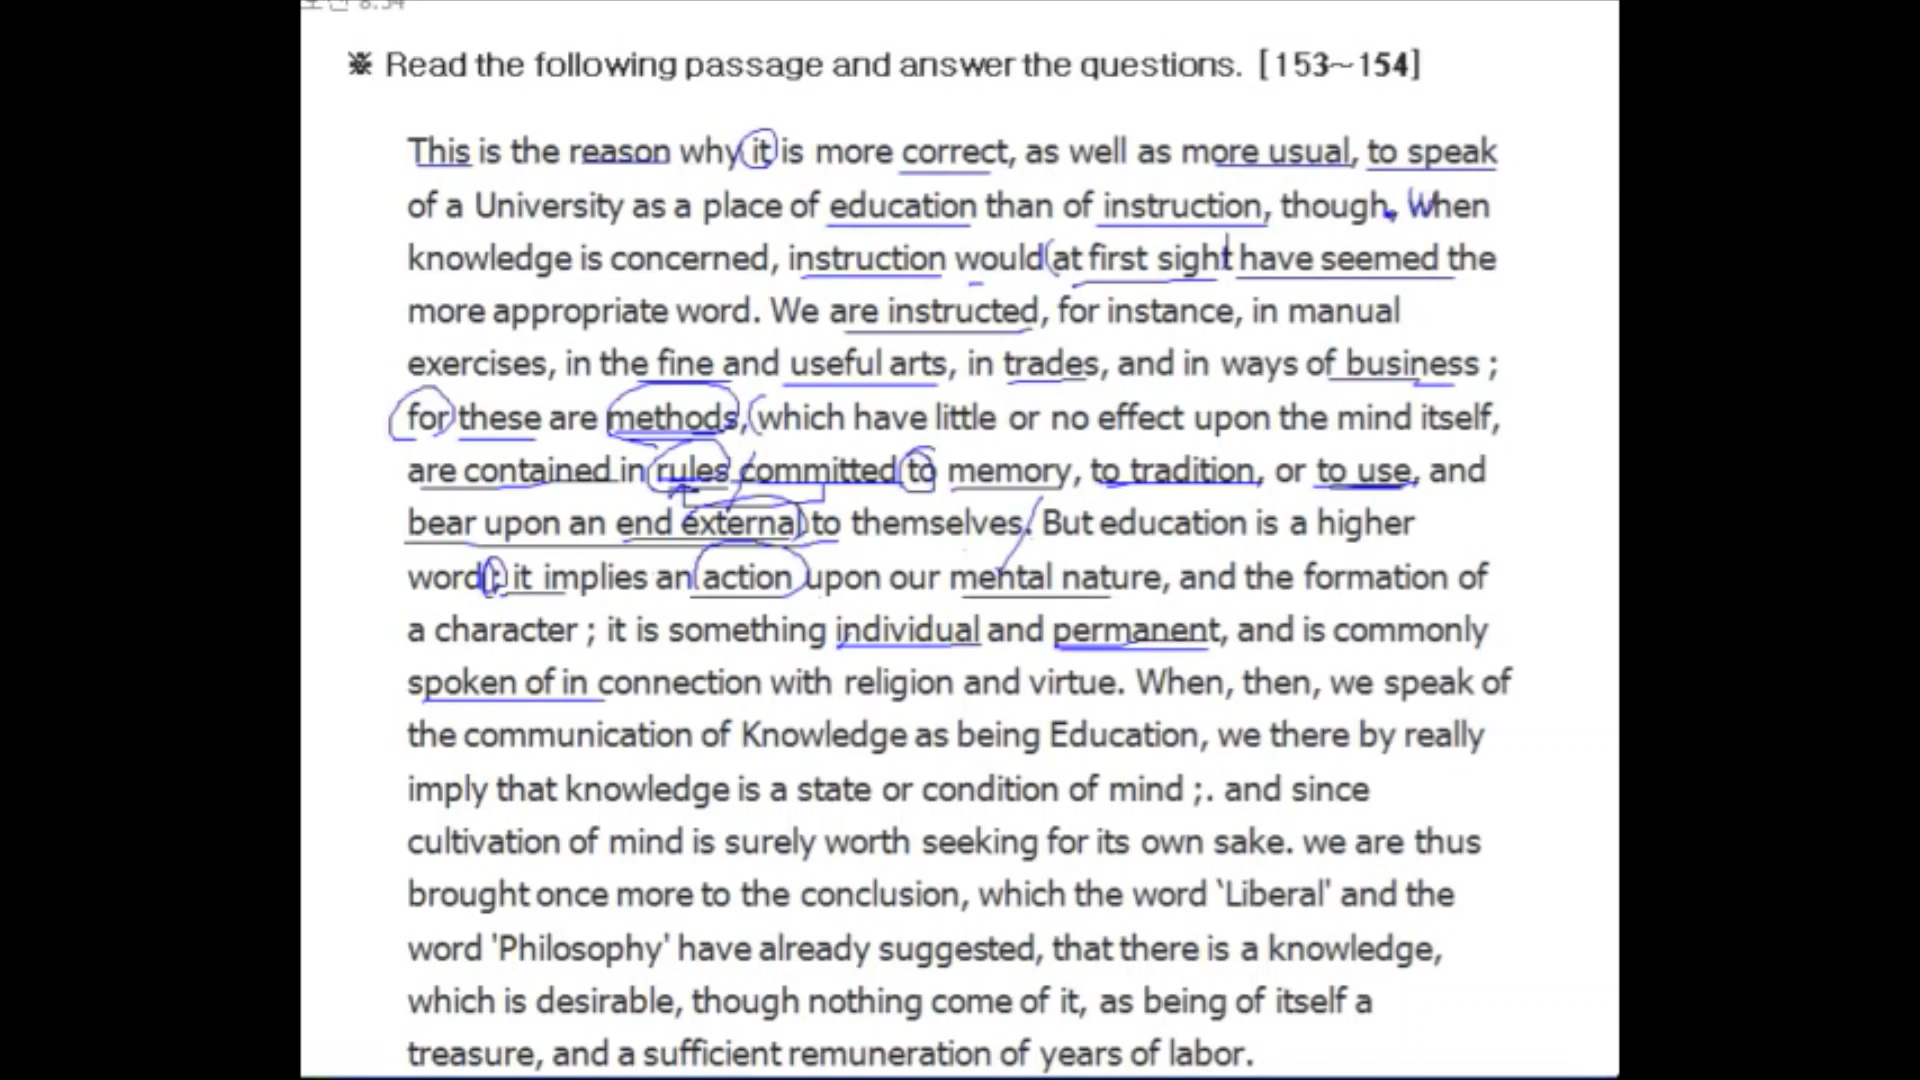 ※ Read the following passage and answer the questions. [153~154]
This is the reason why it is more correct, as well as more usual, to speak
of a University as a place of education than of instruction, though. When
knowledge is concerned, instruction would at first sight have seemed the
more appropriate word. We are instructed, for instance, in manual
exercises, in the fine and useful arts, in trades, and in ways of business ;
for these are methods, which have little or no effect upon the mind itself,
are contained in rules committed to memory, to tradition, or to use, and
bear upon an end external to themselves. But education is a higher
word ; it implies an action upon our mental nature, and the formation of
a character ; it is something individual and permanent, and is commonly
spoken of in connection with religion and virtue. When, then, we speak of
the communication of Knowledge as being Education, we there by really
imply that knowledge is a state or condition of mind ;. and since
cultivation of mind is surely worth seeking for its own sake. we are thus
brought once more to the conclusion, which the word `Liberal' and the
word 'Philosophy' have already suggested, that there is a knowledge,
which is desirable, though nothing come of it, as being of itself a
treasure, and a sufficient remuneration of years of labor.